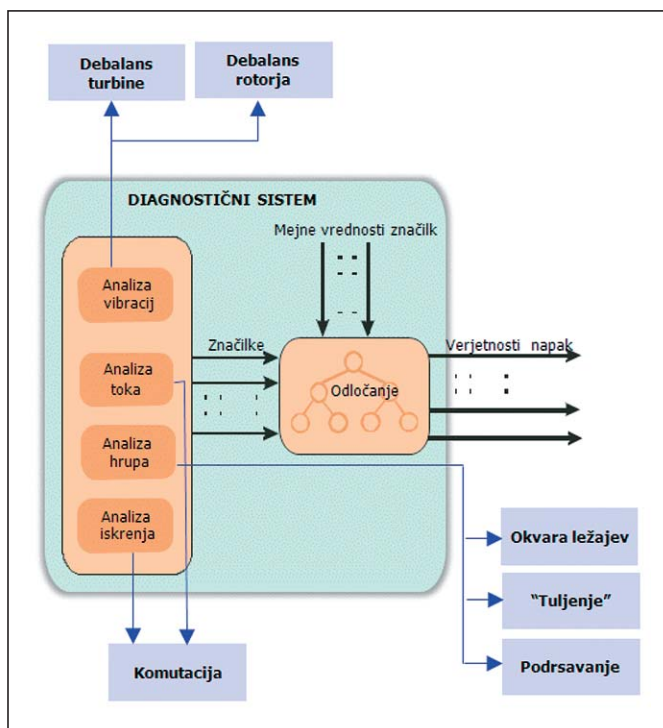 Debalans
turbine
Debalans
rotorja
DIAGNOSTIČNI SISTEM
Mejne vrednosti značilk
Analiza
vibracij
Analiza
toka
Analiza
hrupa
Analiza
iskrenja
Značilke
Odločanje
Verjetnosti napak
Okvara ležajev
“Tuljenje”
Podrsavanje
Komutacija